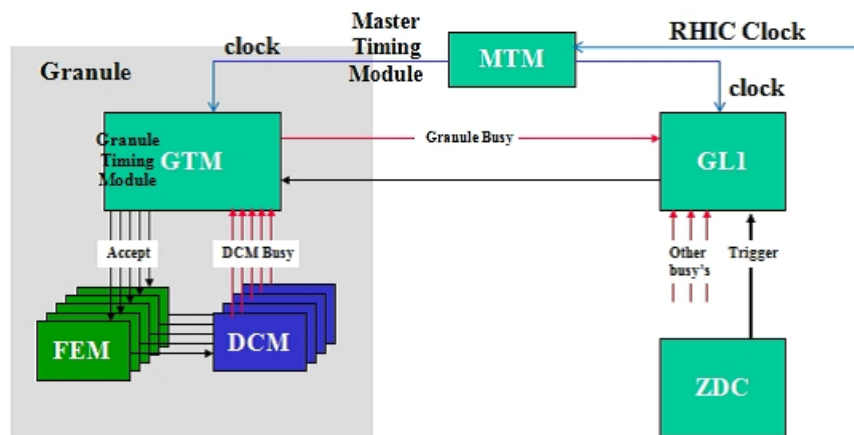 Master
Timing
Module
RHIC Clock
clock
MTM
Granule
clock
Granule
Timing
Module
GTM
Granule Busy
GL1
Accept
DCM Busy
Other
busy's
Trigger
FEM
DCM
ZDC